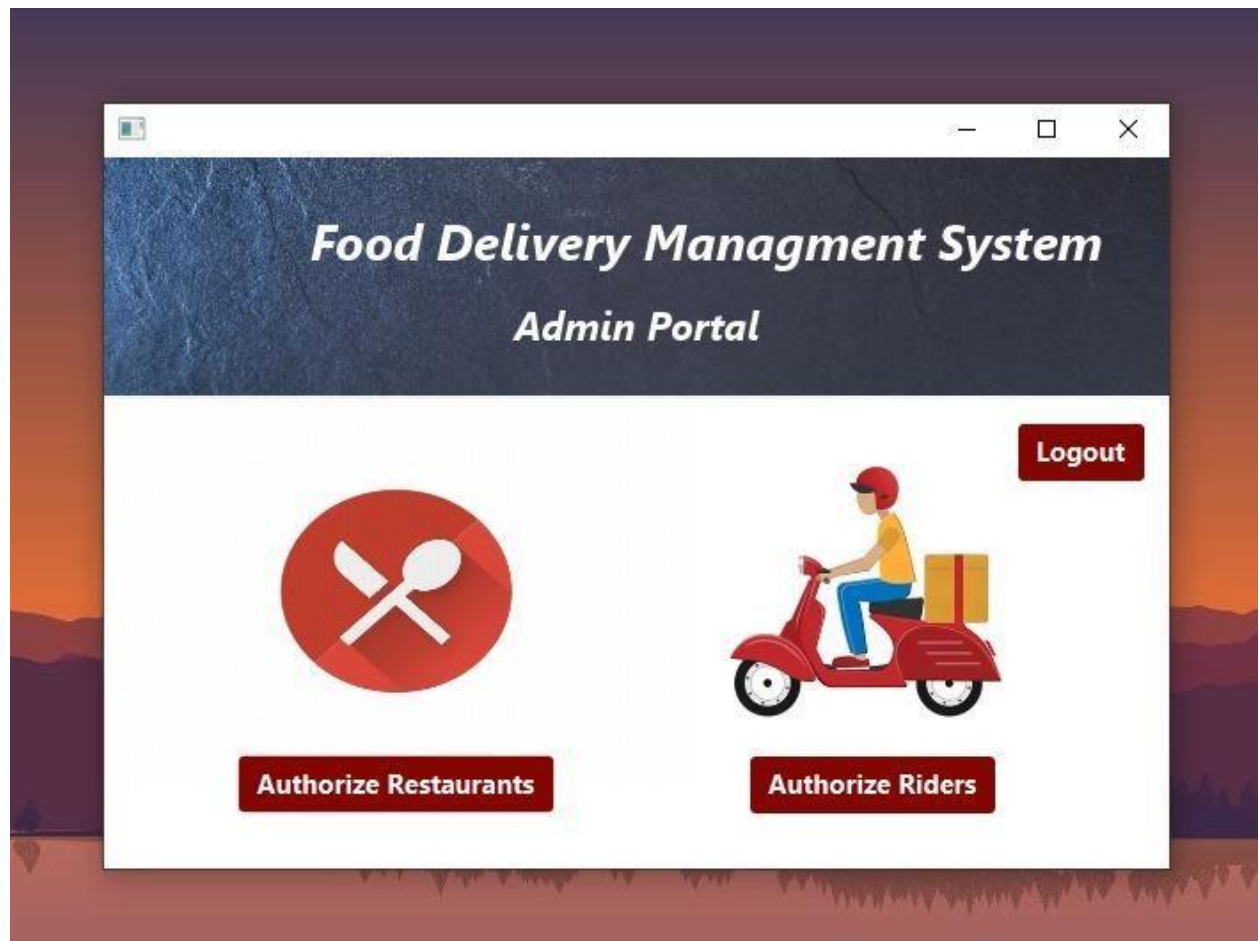 Food Delivery Managment System
Admin Portal
Logout
Authorize Restaurants
Authorize Riders